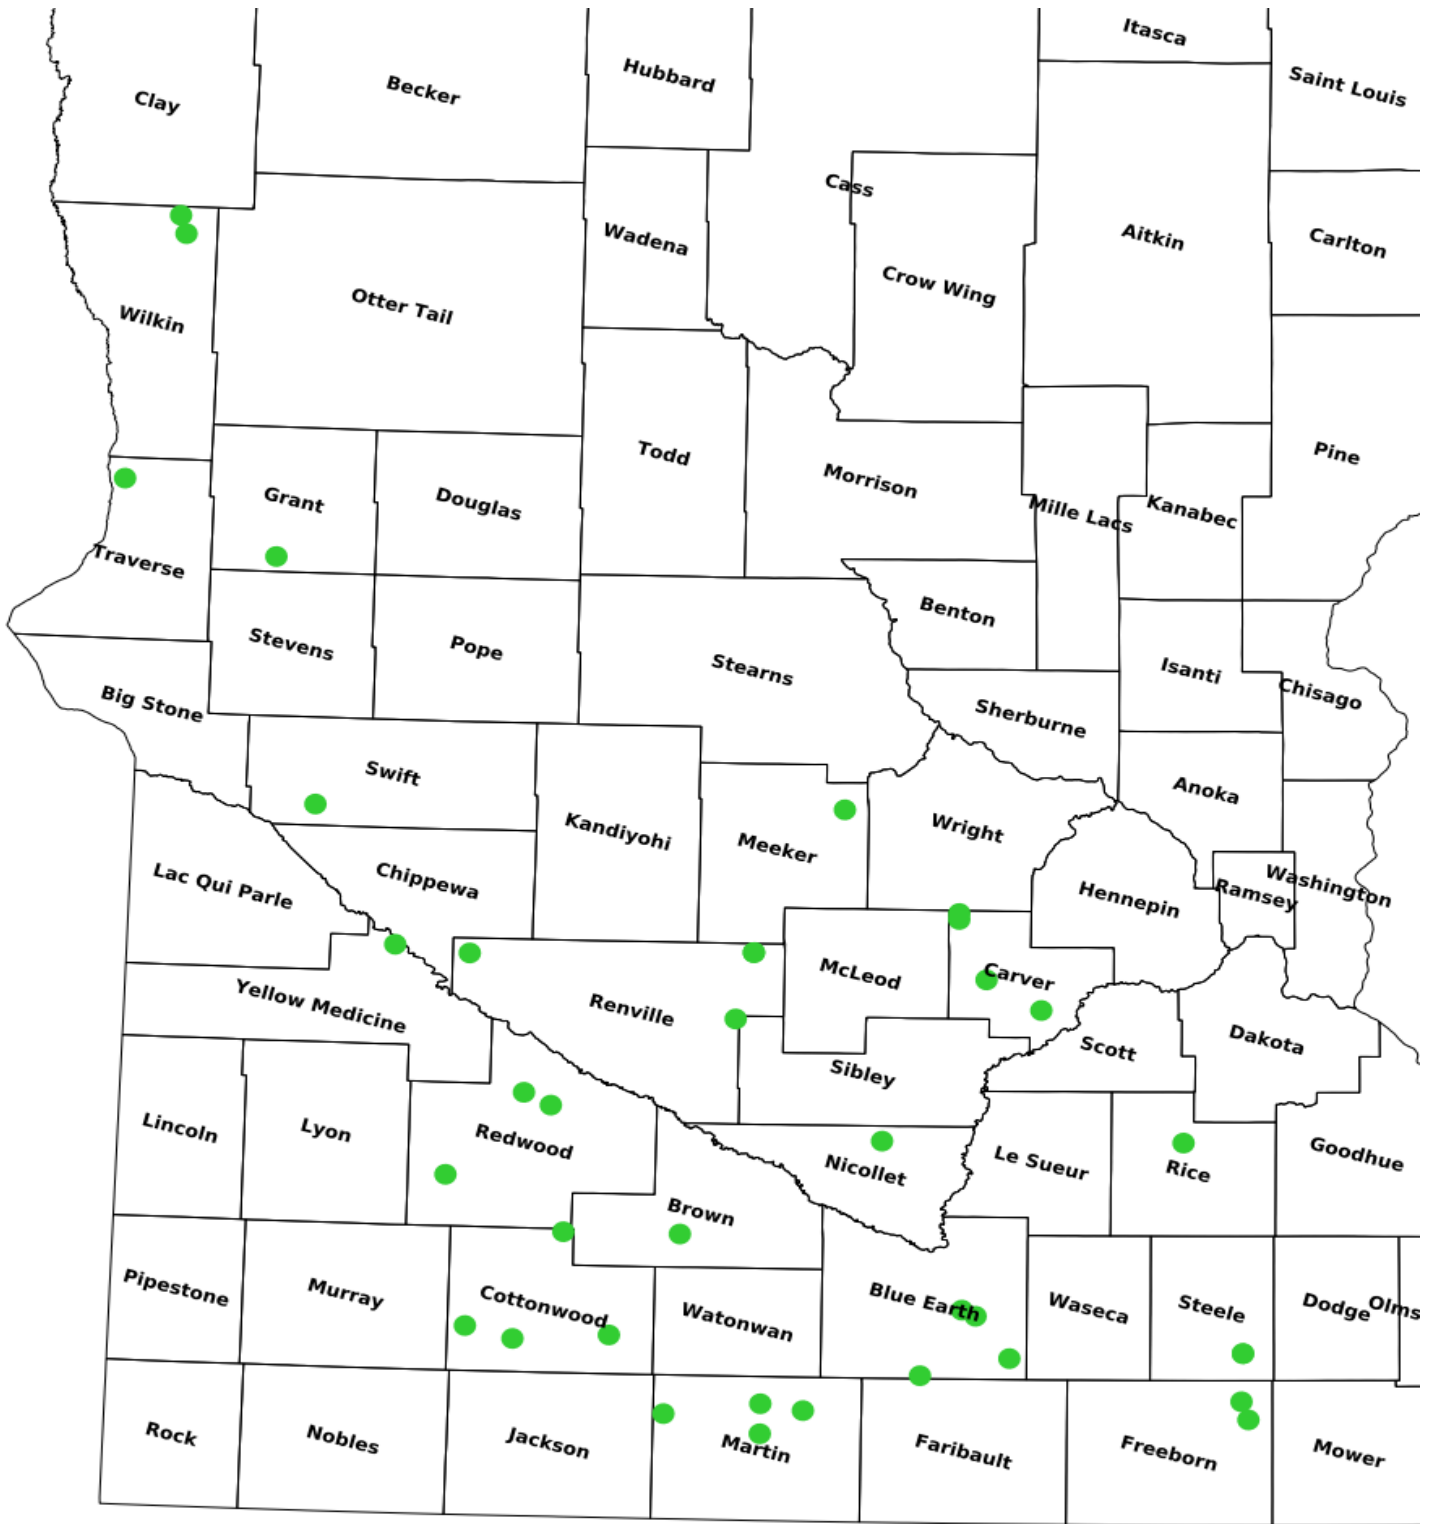 Itasca
Hubbard
Saint Louis
Becker
Clay
Cass
Wadena
Aitkin
Carlton
Crow Wing
Otter Tail
Wilkin
Todd
Pine
Morrison
Grant
Douglas
Mille Lacs
Kanabec
Traverse
Benton
Stevens
Pope
Stearns
Isanti
Chisago
Big Stone
Sherburne
Swift
Anoka
Kandiyohi
Wright
Meeker
Lac Qui Parle
Chippewa
Washington
Ramsey
Hennepin
McLeod
Carver
Yellow Medicine
Renville
Dakota
Scott
Sibley
Lincoln
Lyon
Redwood
Nicollet
Le Sueur
Rice
Goodhue
Brown
Pipestone
Murray
Cottonwood
Watonwan
Blue Earth
Waseca
Steele
Dodge
Olms
Rock
Nobles
Jackson
Martin
Faribault
Freeborn
Mower